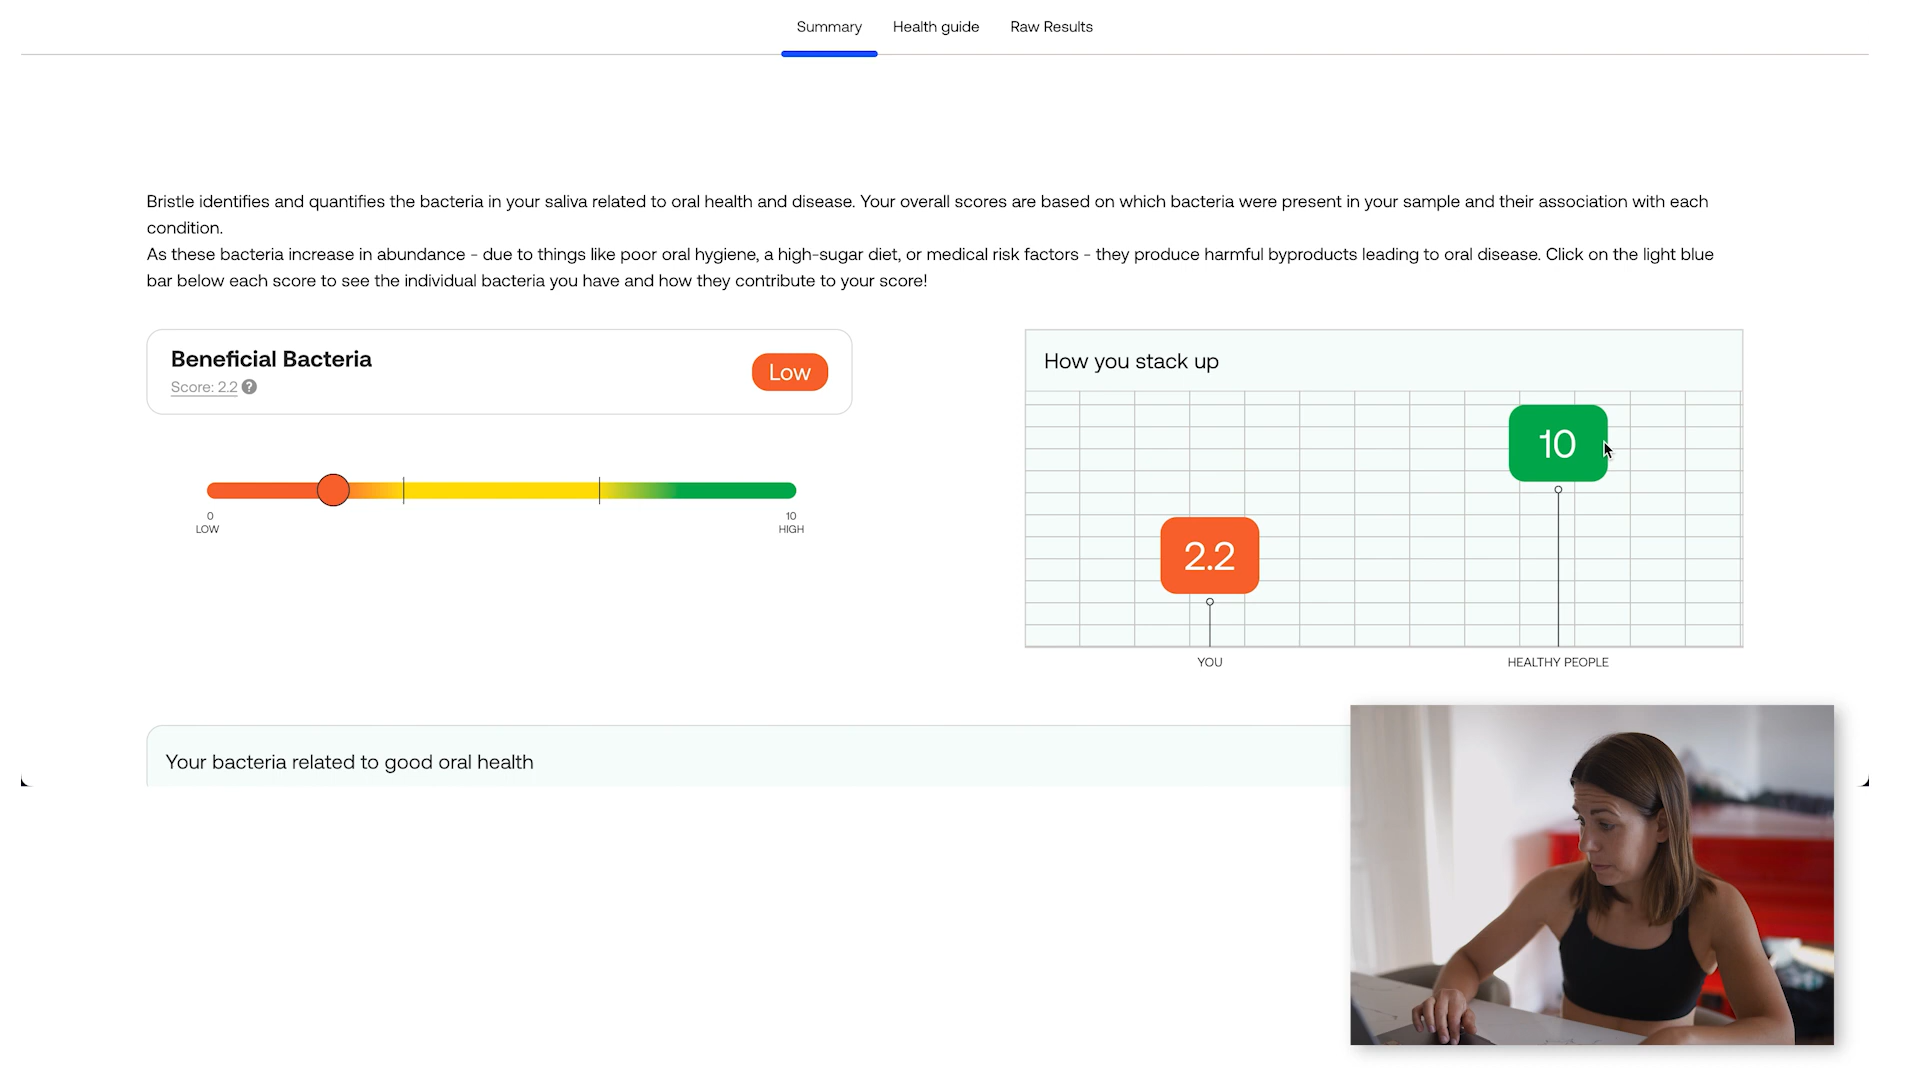 Summary Health guide Raw Results
Bristle identifies and quantifies the bacteria in your saliva related to oral health and disease. Your overall scores are based on which bacteria were present in your sample and their association with each
condition.
As these bacteria increase in abundance - due to things like poor oral hygiene, a high-sugar diet, or medical risk factors - they produce harmful byproducts leading to oral disease. Click on the light blue
bar below each score to see the individual bacteria you have and how they contribute to your score!
Beneficial Bacteria
Score: 2.2 ?
Low
0
LOW
10
HIGH
How you stack up
10
2.2
YOU
HEALTHY PEOPLE
Your bacteria related to good oral health